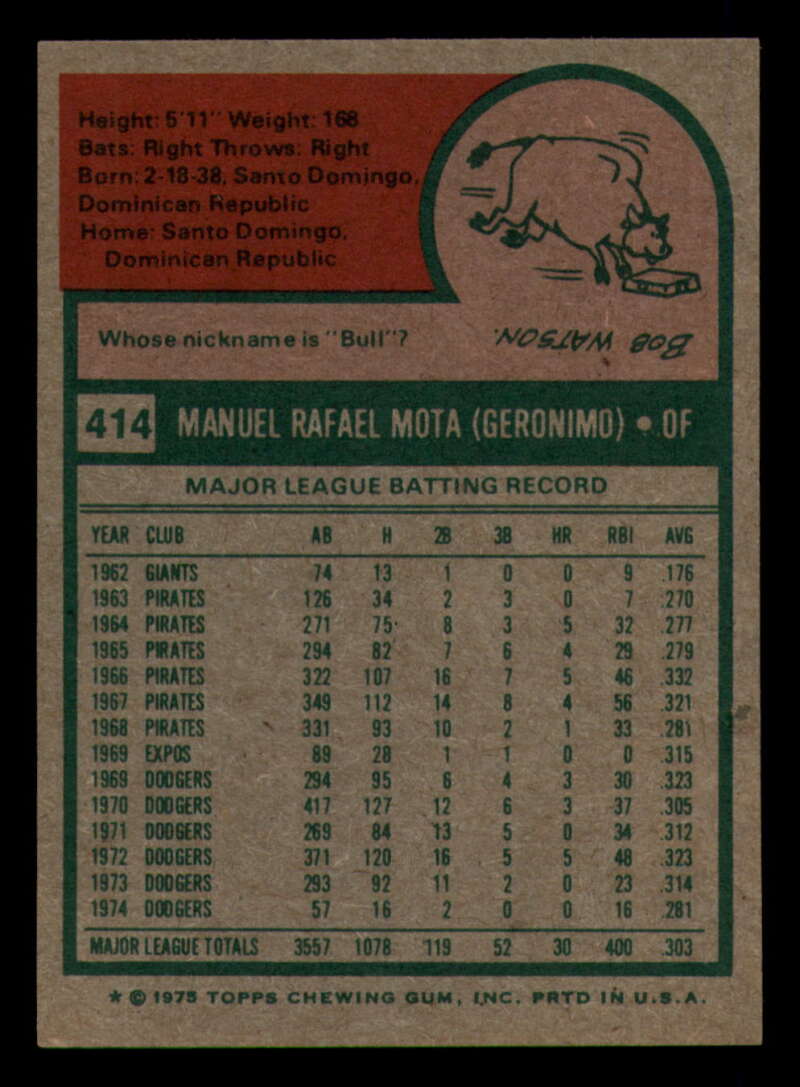 Height: 5'11" Weight: 168
Bats: Right Throws: Right
Born: 2-18-38, Santo Domingo,
Dominican Republic
Home: Santo Domingo,
Dominican Republic
Whose nickname is "Bull"?
BOB WATSON.
414 MANUEL RAFAEL MOTA (GERONIMO) • OF
MAJOR LEAGUE BATTING RECORD
YEAR CLUB AB H 2B 3B HR RBI AVG
1962 GIANTS 74 13 1 0 0 9 .176
1963 PIRATES 126 34 2 3 0 7 .270
1964 PIRATES 271 75 8 3 5 32 .277
1965 PIRATES 294 82 7 6 4 29 .279
1966 PIRATES 322 107 16 7 5 46 .332
1967 PIRATES 349 112 14 8 4 56 .321
1968 PIRATES 331 93 10 2 1 33 .281
1969 EXPOS 89 28 1 1 0 0 .315
1969 DODGERS 294 95 6 4 3 30 .323
1970 DODGERS 417 127 12 6 3 37 .305
1971 DODGERS 269 84 13 5 0 34 .312
1972 DODGERS 371 120 16 5 5 48 .323
1973 DODGERS 293 92 11 2 0 23 .314
1974 DODGERS 57 16 2 0 0 16 .281
MAJOR LEAGUE TOTALS 3557 1078 119 52 30 400 .303
* © 1975 TOPPS CHEWING GUM, INC. PRTD IN U.S.A.